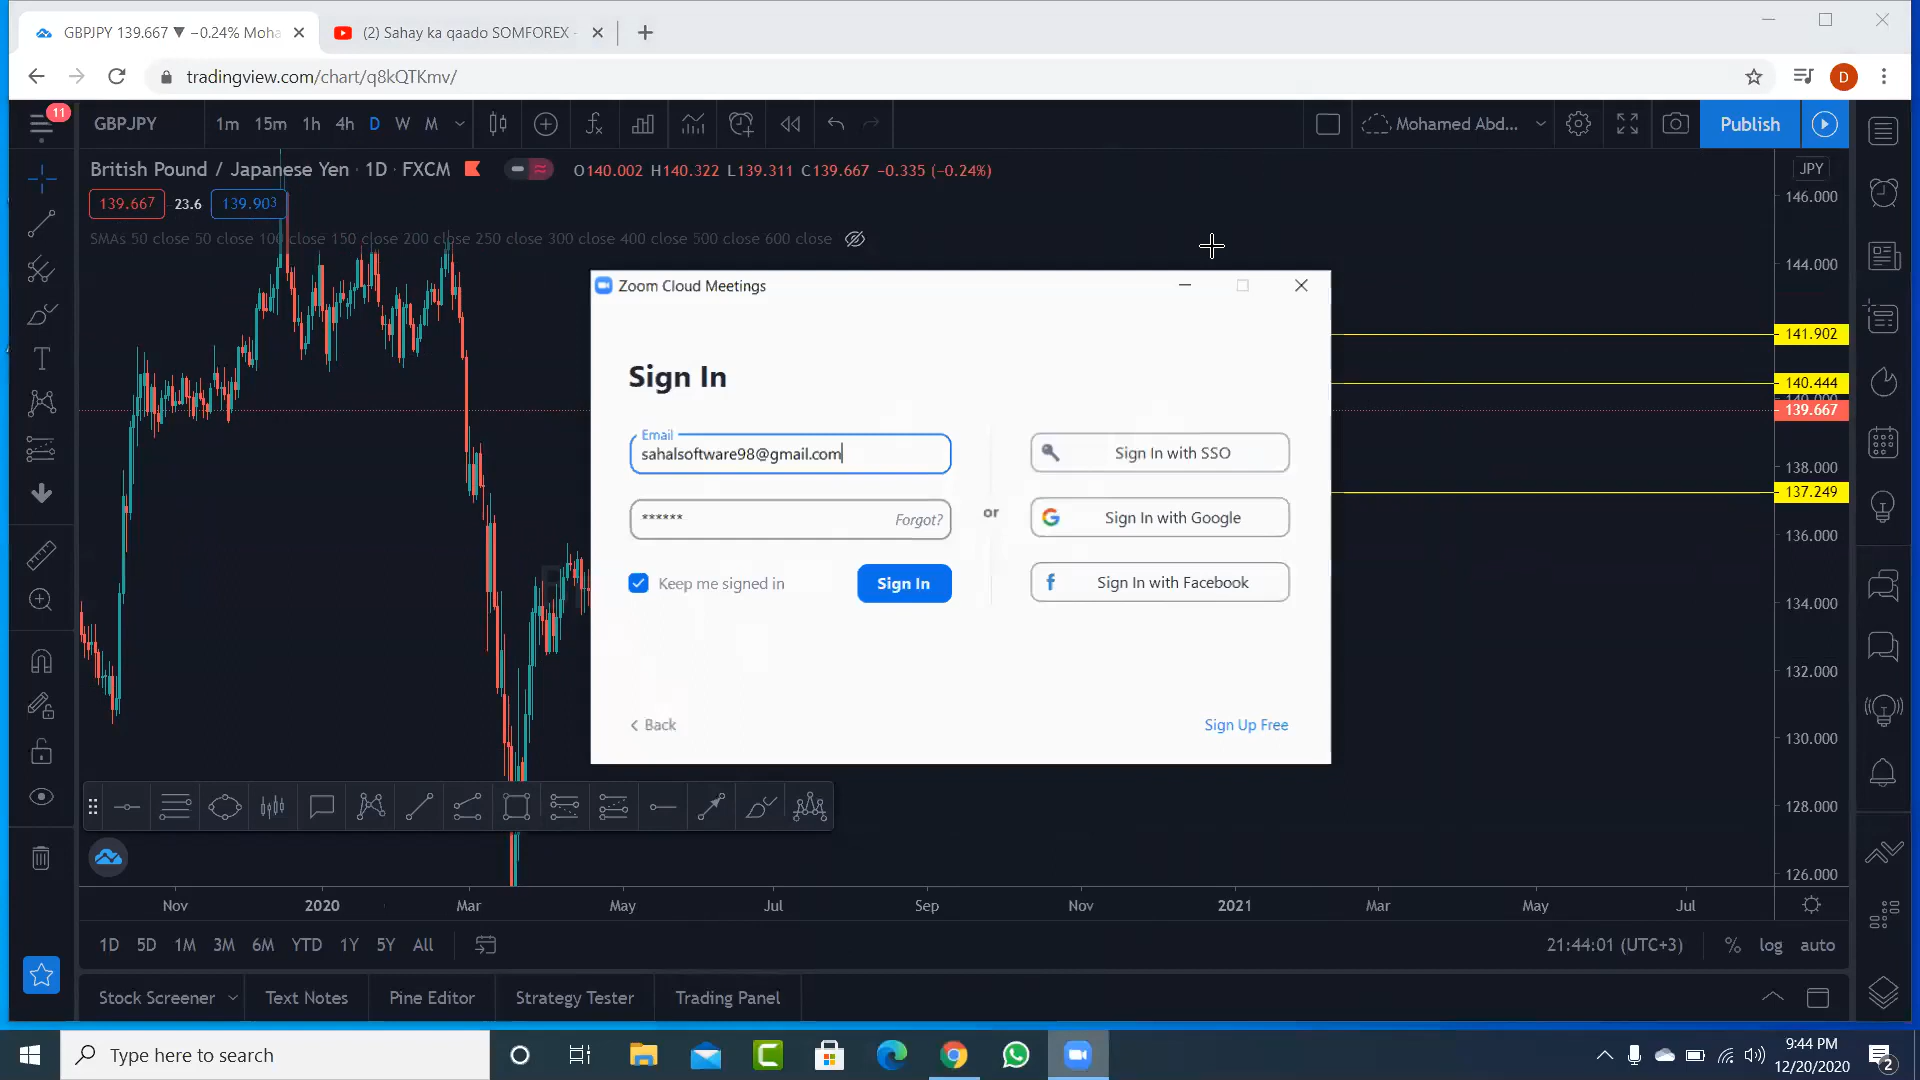 GBPJPY 139.667 ▼ −0.24% Moha
(2) Sahay ka qaado SOMFOREX -
tradingview.com/chart/q8kQTKmv/
D
11
GBPJPY
1m 15m 1h 4h D W M
Mohamed Abd...
Publish
British Pound / Japanese Yen · 1D · FXCM
O140.002 H140.322 L139.311 C139.667 −0.335 (−0.24%)
JPY
139.667 23.6 139.903
SMAs 50 close 50 close 100 close 150 close 200 close 250 close 300 close 400 close 500 close 600 close
146.000
144.000
141.902
140.444
139.667
138.000
137.249
136.000
134.000
132.000
130.000
128.000
126.000
Zoom Cloud Meetings
Sign In
Email
sahalsoftware98@gmail.com
******
Forgot?
Keep me signed in
Sign In
or
Sign In with SSO
Sign In with Google
Sign In with Facebook
Back
Sign Up Free
Nov 2020 Mar May Jul Sep Nov 2021 Mar May Jul
1D 5D 1M 3M 6M YTD 1Y 5Y All
21:44:01 (UTC+3) % log auto
Stock Screener Text Notes Pine Editor Strategy Tester Trading Panel
Type here to search
9:44 PM
12/20/2020
2